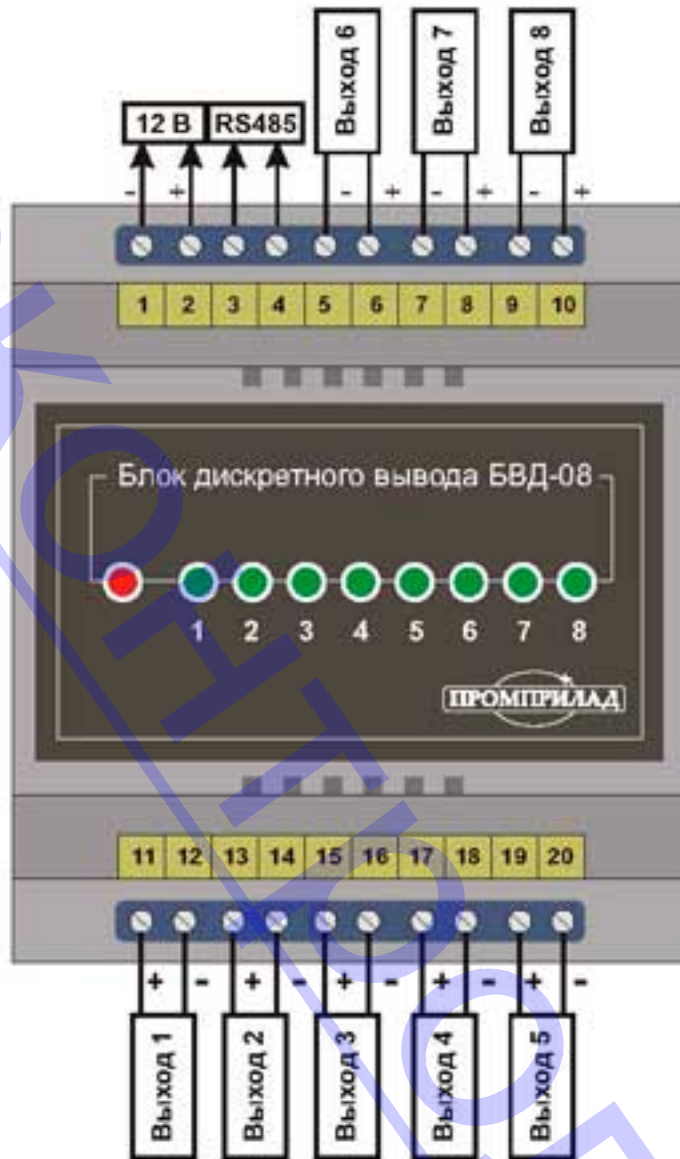 Выход 6
Выход 7
Выход 8
12 В RS485
- + - + - + - +
1 2 3 4 5 6 7 8 9 10
Блок дискретного вывода БВД-08
1 2 3 4 5 6 7 8
ПРОМПРИЛАД
11 12 13 14 15 16 17 18 19 20
+ - + - + - + - + -
Выход 1
Выход 2
Выход 3
Выход 4
Выход 5